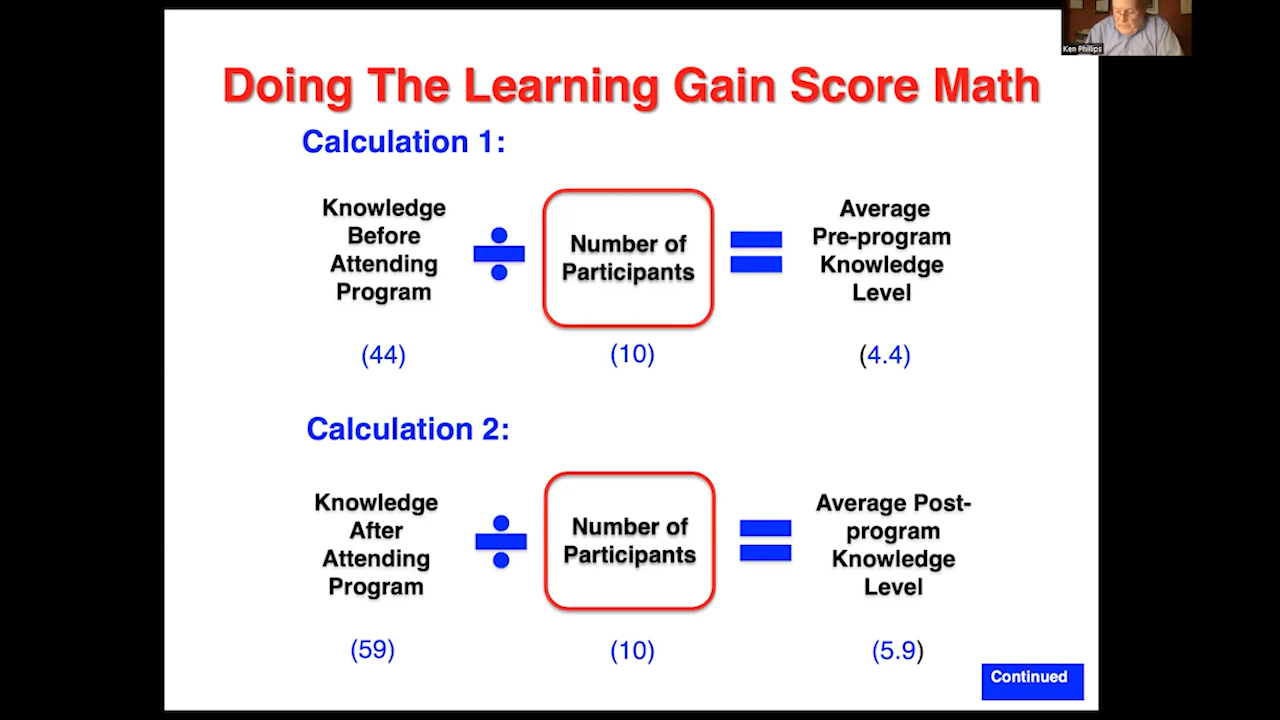 Ken Phillips
Doing The Learning Gain Score Math
Calculation 1:
Knowledge
Before
Attending
Program
Number of
Participants
Average
Pre-program
Knowledge
Level
(44)
(10)
(4.4)
Calculation 2:
Knowledge
After
Attending
Program
Number of
Participants
Average Post-
program
Knowledge
Level
(59)
(10)
(5.9)
Continued